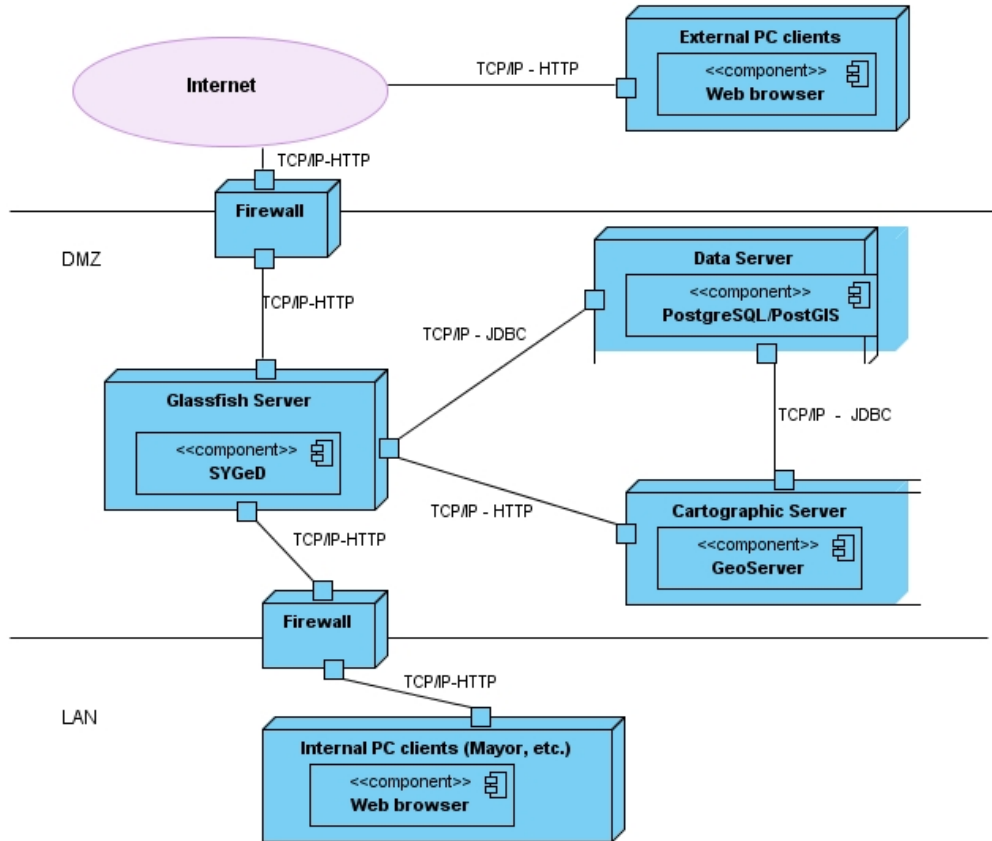 External PC clients
<<component>>
Web browser
TCP/IP - HTTP
Internet
TCP/IP-HTTP
Firewall
DMZ
TCP/IP-HTTP
Data Server
<<component>>
PostgreSQL/PostGIS
TCP/IP - JDBC
Glassfish Server
<<component>>
SYGeD
TCP/IP - JDBC
TCP/IP - HTTP
Cartographic Server
<<component>>
GeoServer
TCP/IP-HTTP
Firewall
TCP/IP-HTTP
LAN
Internal PC clients (Mayor, etc.)
<<component>>
Web browser